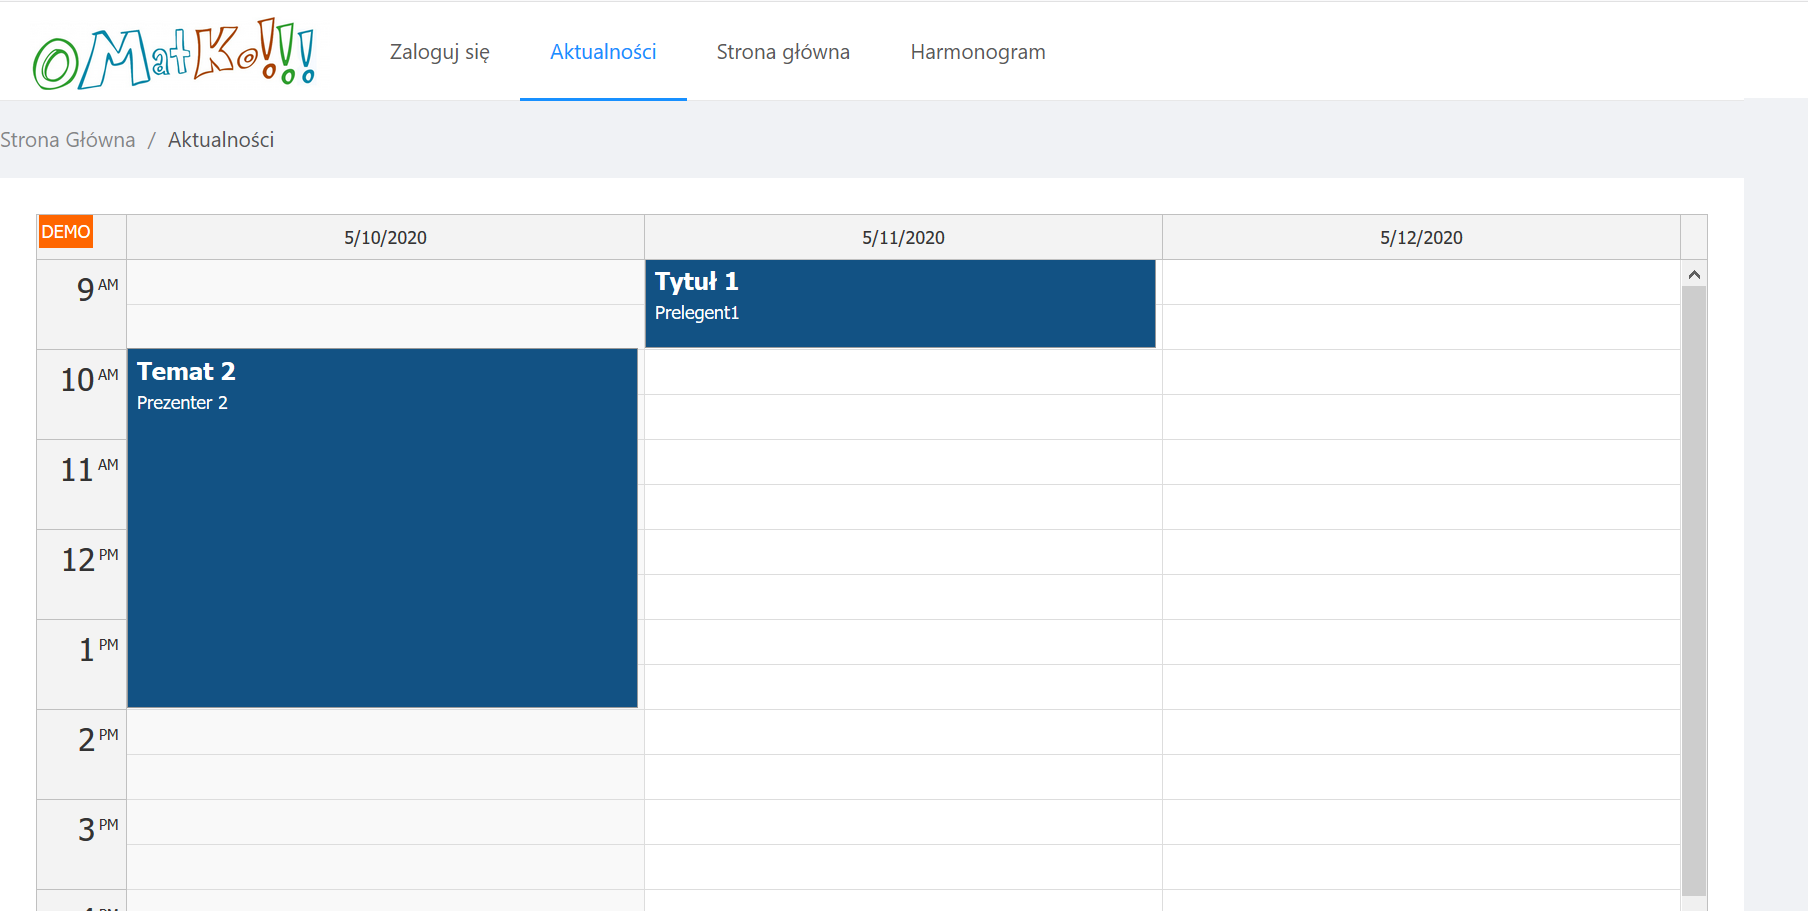 OMatKo!!!
Zaloguj się
Aktualności
Strona główna
Harmonogram
Strona Główna / Aktualności
DEMO
5/10/2020
5/11/2020
5/12/2020
9 AM
Tytuł 1
Prelegent1
10 AM
Temat 2
Prezenter 2
11 AM
12 PM
1 PM
2 PM
3 PM